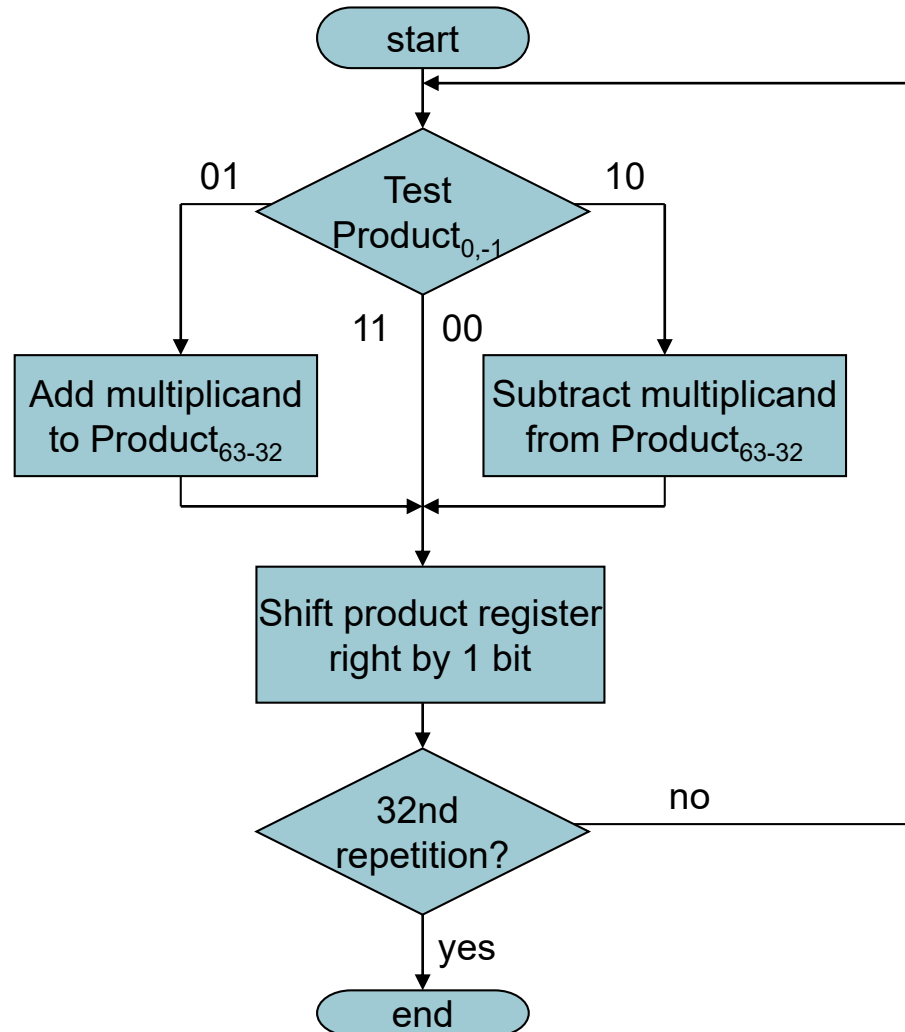 start
01
10
Test
Product0,-1
11
00
Add multiplicand
to Product63-32
Subtract multiplicand
from Product63-32
Shift product register
right by 1 bit
32nd
repetition?
no
yes
end